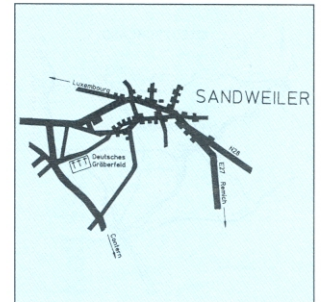 Luxembourg
SANDWEILER
Deutsches
Gräberfeld
N28
E27 Remich
Contern